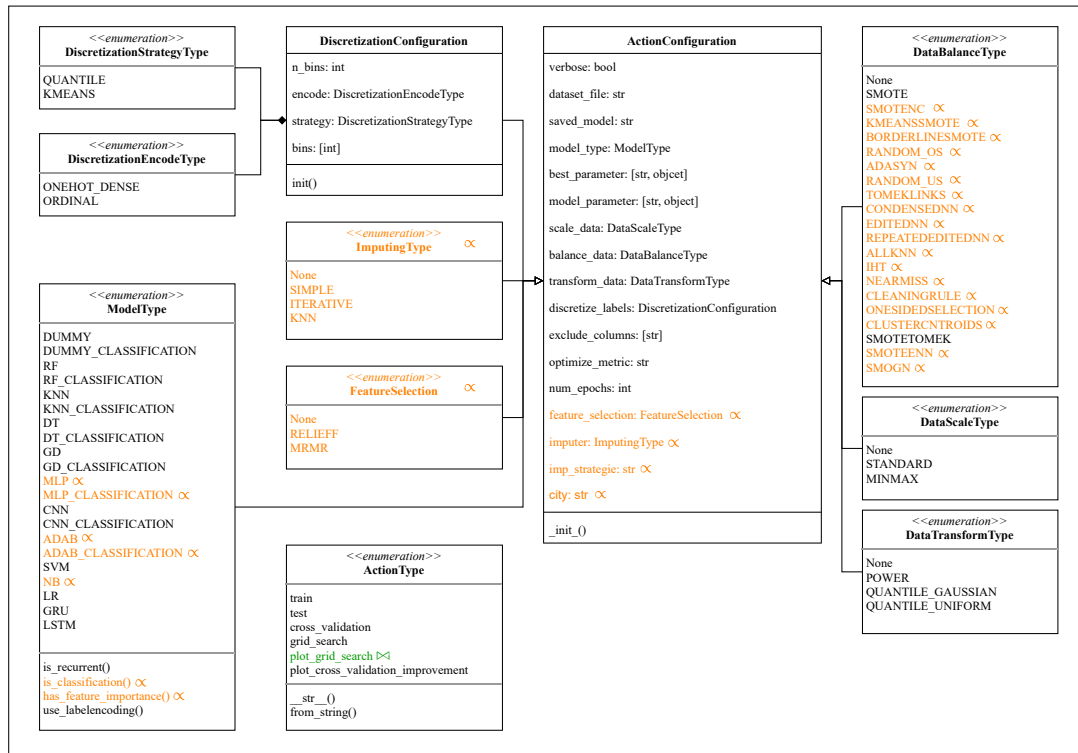 <<enumeration>>
DiscretizationStrategyType
QUANTILE
KMEANS
<<enumeration>>
DiscretizationEncodeType
ONEHOT_DENSE
ORDINAL
<<enumeration>>
ModelType
DUMMY
DUMMY_CLASSIFICATION
RF
RF_CLASSIFICATION
KNN
KNN_CLASSIFICATION
DT
DT_CLASSIFICATION
GD
GD_CLASSIFICATION
MLP ∝
MLP_CLASSIFICATION ∝
CNN
CNN_CLASSIFICATION
ADAB ∝
ADAB_CLASSIFICATION ∝
SVM
NB ∝
LR
GRU
LSTM
is_recurrent()
is_classification() ∝
has_feature_importance() ∝
use_labelencoding()
DiscretizationConfiguration
n_bins: int
encode: DiscretizationEncodeType
strategy: DiscretizationStrategyType
bins: [int]
init()
<<enumeration>>
ImputingType ∝
None
SIMPLE
ITERATIVE
KNN
<<enumeration>>
FeatureSelection ∝
None
RELIEFF
MRMR
<<enumeration>>
ActionType
train
test
cross_validation
grid_search
plot_grid_search ⋈
plot_cross_validation_improvement
__str__()
from_string()
ActionConfiguration
verbose: bool
dataset_file: str
saved_model: str
model_type: ModelType
best_parameter: [str, objcet]
model_parameter: [str, object]
scale_data: DataScaleType
balance_data: DataBalanceType
transform_data: DataTransformType
discretize_labels: DiscretizationConfiguration
exclude_columns: [str]
optimize_metric: str
num_epochs: int
feature_selection: FeatureSelection ∝
imputer: ImputingType ∝
imp_strategie: str ∝
city: str ∝
_init_()
<<enumeration>>
DataBalanceType
None
SMOTE
SMOTENC ∝
KMEANSSMOTE ∝
BORDERLINESMOTE ∝
RANDOM_OS ∝
ADASYN ∝
RANDOM_US ∝
TOMEKLINKS ∝
CONDENSEDNN ∝
EDITEDNN ∝
REPEATEDEDITEDNN ∝
ALLKNN ∝
IHT ∝
NEARMISS ∝
CLEANINGRULE ∝
ONESIDEDSELECTION ∝
CLUSTERCNTROIDS ∝
SMOTETOMEK
SMOTEENN ∝
SMOGN ∝
<<enumeration>>
DataScaleType
None
STANDARD
MINMAX
<<enumeration>>
DataTransformType
None
POWER
QUANTILE_GAUSSIAN
QUANTILE_UNIFORM